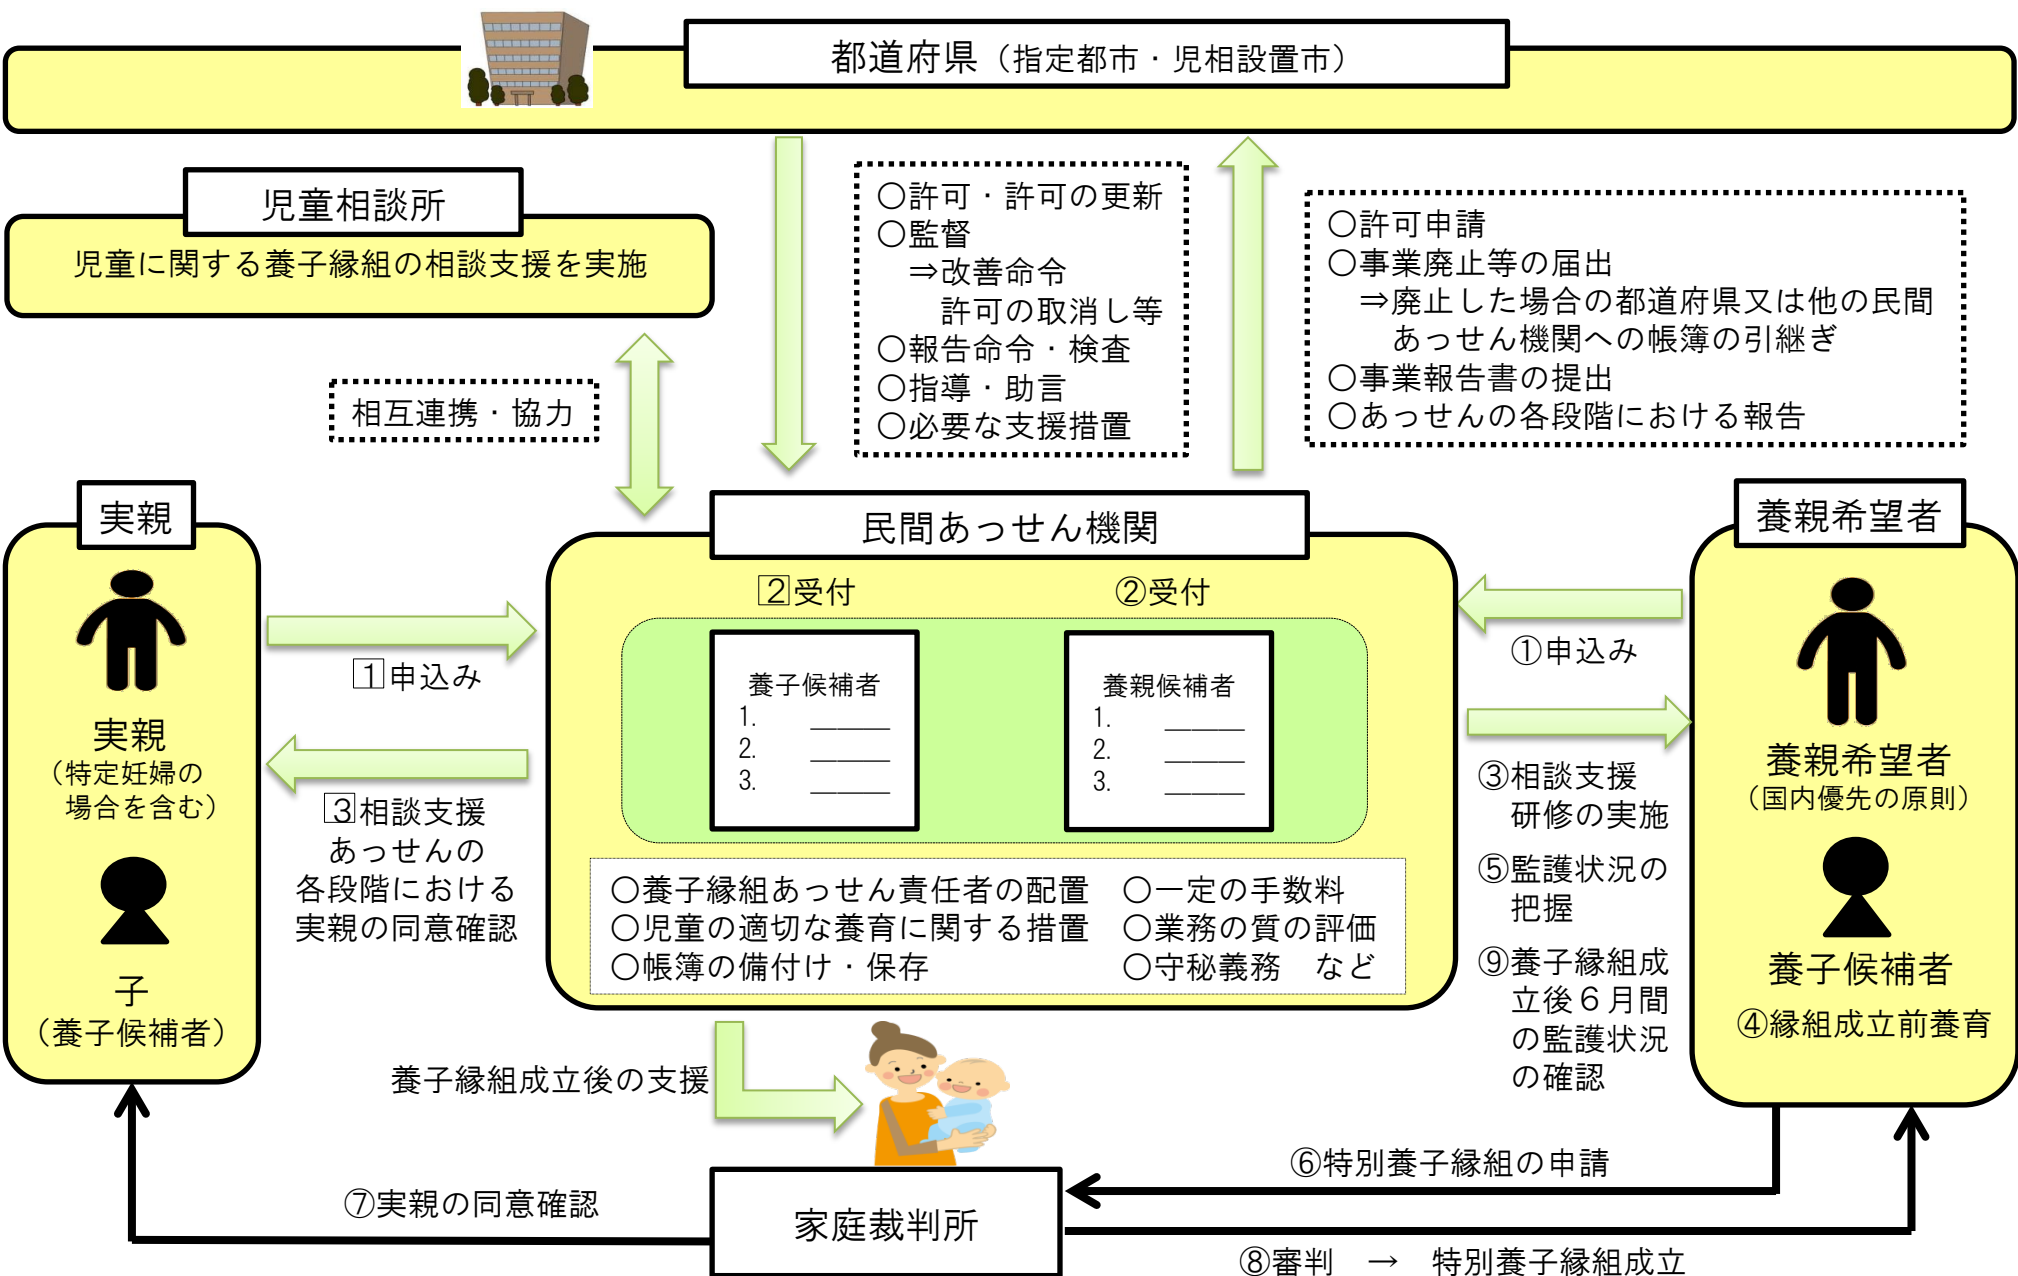 都道府県（指定都市・児相設置市）
児童相談所
児童に関する養子縁組の相談支援を実施
○許可・許可の更新
○監督
⇒改善命令
許可の取消し等
○報告命令・検査
○指導・助言
○必要な支援措置
○許可申請
○事業廃止等の届出
⇒廃止した場合の都道府県又は他の民間
あっせん機関への帳簿の引継ぎ
○事業報告書の提出
○あっせんの各段階における報告
相互連携・協力
実親
実親
（特定妊婦の
場合を含む）
子
（養子候補者）
1申込み
3相談支援
あっせんの
各段階における
実親の同意確認
民間あっせん機関
2受付
②受付
養子候補者
1. ______
2. ______
3. ______
養親候補者
1. ______
2. ______
3. ______
○養子縁組あっせん責任者の配置　○一定の手数料
○児童の適切な養育に関する措置　○業務の質の評価
○帳簿の備付け・保存　○守秘義務　など
①申込み
③相談支援
研修の実施
⑤監護状況の
把握
⑨養子縁組成
立後６月間
の監護状況
の確認
養親希望者
養親希望者
（国内優先の原則）
養子候補者
④縁組成立前養育
養子縁組成立後の支援
⑥特別養子縁組の申請
⑦実親の同意確認
家庭裁判所
⑧審判　→　特別養子縁組成立